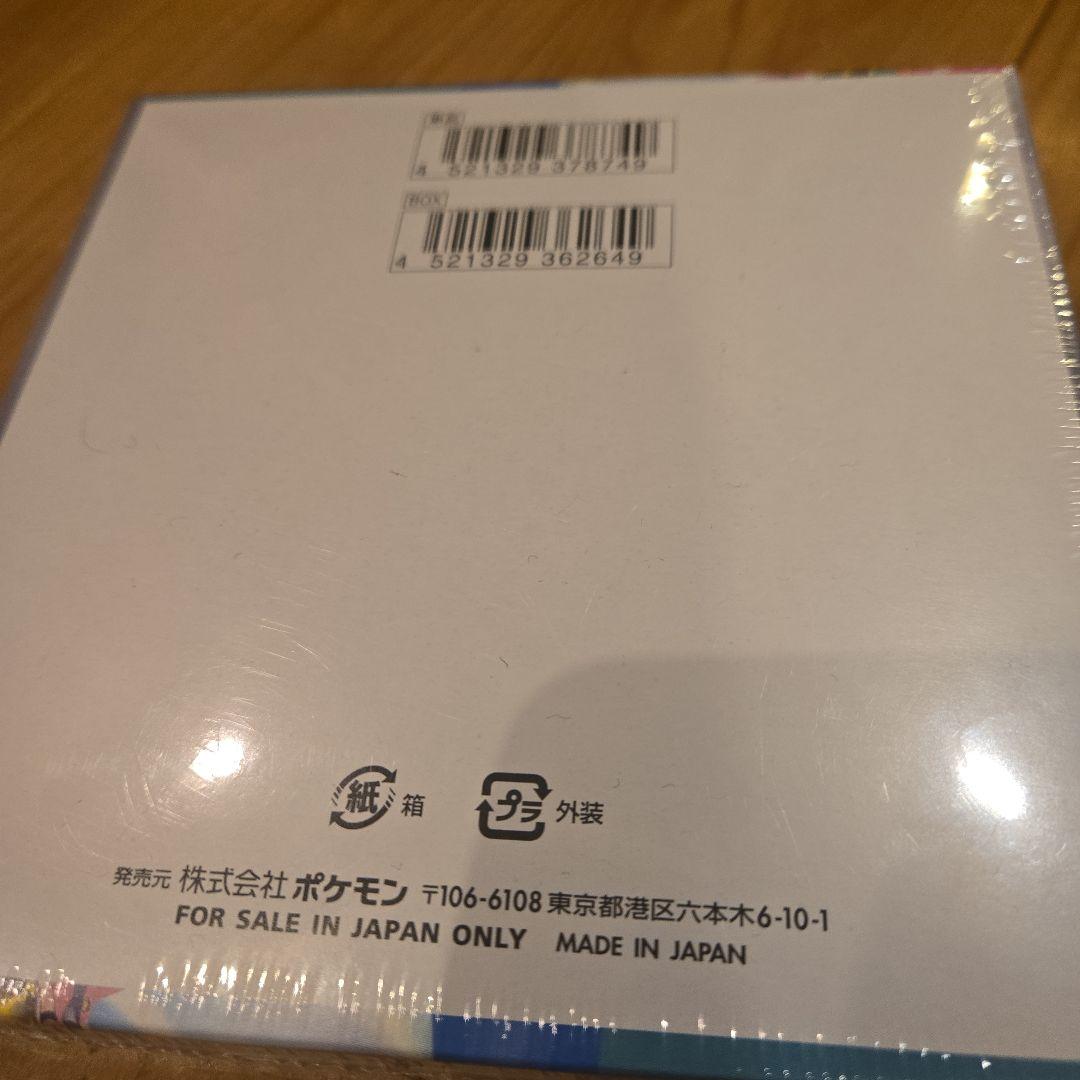 単品
4 521329 378749
BOX
4 521329 362649
紙 箱 プラ 外装
発売元 株式会社ポケモン 〒106-6108 東京都港区六本木6-10-1
FOR SALE IN JAPAN ONLY MADE IN JAPAN